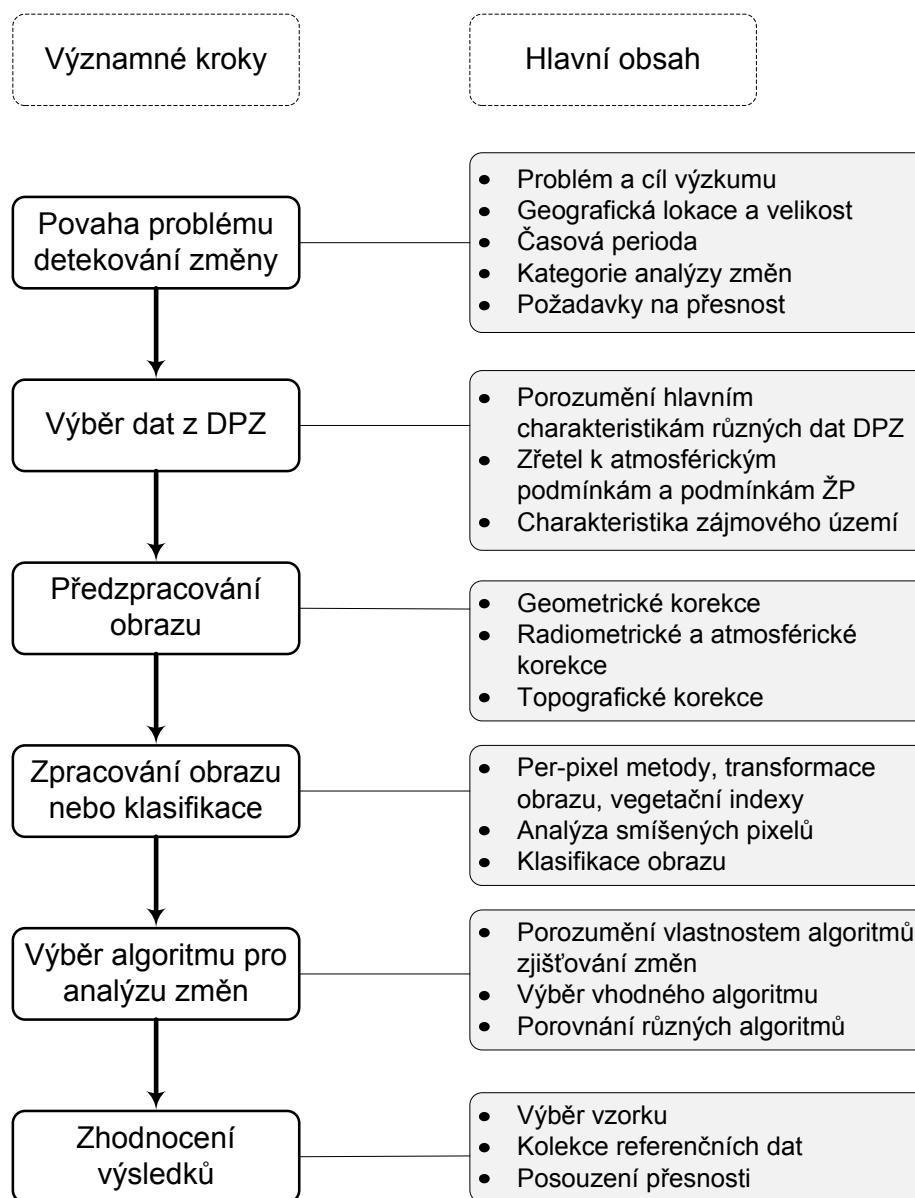 Významné kroky
Hlavní obsah
Povaha problému
detekování změny
• Problém a cíl výzkumu
• Geografická lokace a velikost
• Časová perioda
• Kategorie analýzy změn
• Požadavky na přesnost
Výběr dat z DPZ
• Porozumění hlavním
charakteristikám různých dat DPZ
• Zřetel k atmosférickým
podmínkám a podmínkám ŽP
• Charakteristika zájmového území
Předzpracování
obrazu
• Geometrické korekce
• Radiometrické a atmosférické
korekce
• Topografické korekce
Zpracování obrazu
nebo klasifikace
• Per-pixel metody, transformace
obrazu, vegetační indexy
• Analýza smíšených pixelů
• Klasifikace obrazu
Výběr algoritmu pro
analýzu změn
• Porozumění vlastnostem algoritmů
zjišťování změn
• Výběr vhodného algoritmu
• Porovnání různých algoritmů
Zhodnocení
výsledků
• Výběr vzorku
• Kolekce referenčních dat
• Posouzení přesnosti